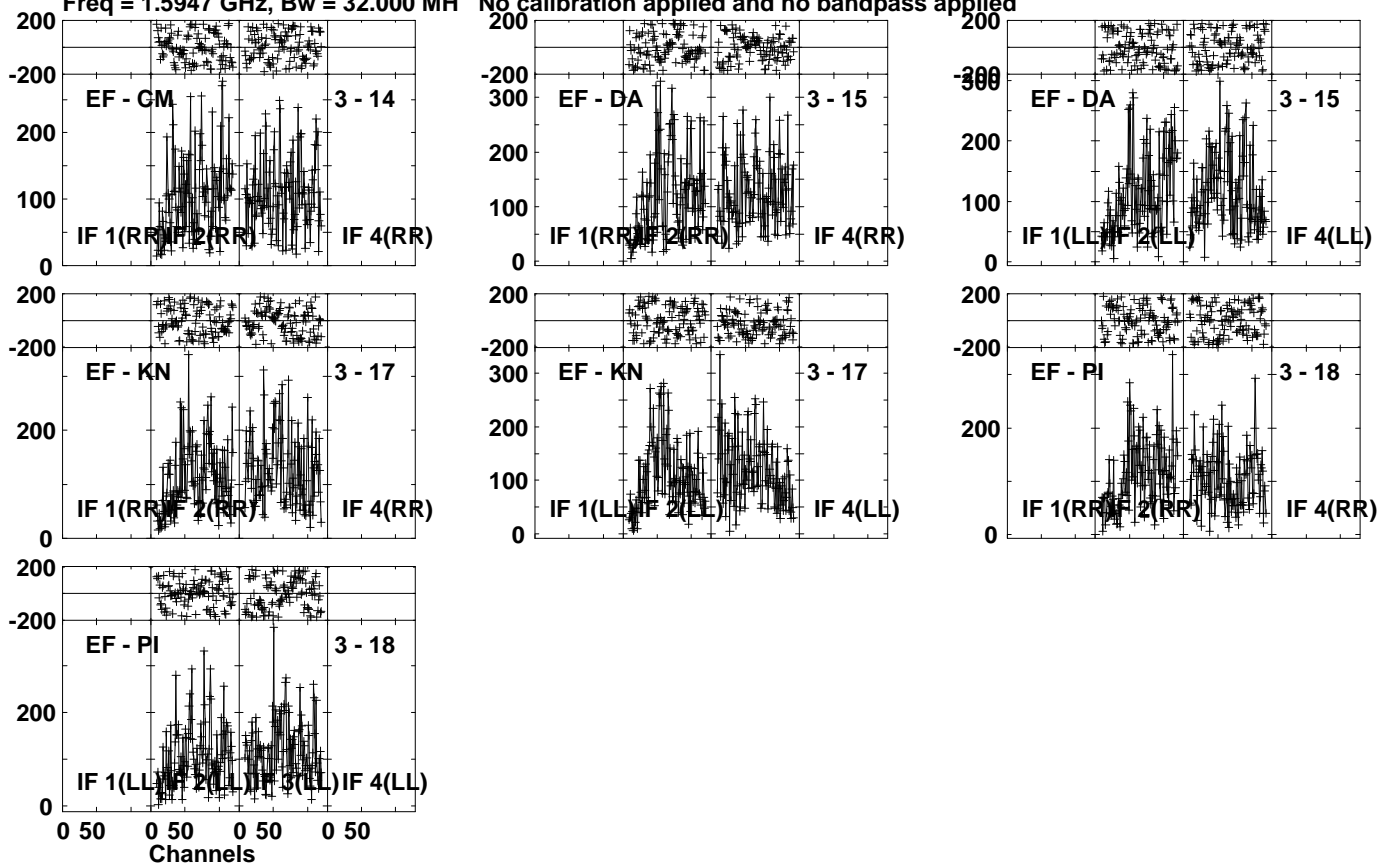 Freq = 1.5947 GHz, Bw = 32.000 MH No calibration applied and no bandpass applied
200
-200
EF - CM 3 - 14
200
100
0
IF 1(RR) IF 2(RR) IF 4(RR)
EF - DA 3 - 15
300
200
100
0
IF 1(RR) IF 2(RR) IF 4(RR)
200
-200
300
EF - DA 3 - 15
200
100
50
0
IF 1(LL) IF 2(LL) IF 4(LL)
200
-200
EF - KN 3 - 17
200
0
IF 1(RR) IF 2(RR) IF 4(RR)
200
-200
EF - KN 3 - 17
300
200
100
50
0
IF 1(LL) IF 2(LL) IF 4(LL)
200
-200
EF - PI 3 - 18
200
0
IF 1(RR) IF 2(RR) IF 4(RR)
200
-200
EF - PI 3 - 18
200
0
IF 1(LL) IF 2(LL) IF 3(LL) IF 4(LL)
0 50 0 50 0 50 0 50
Channels